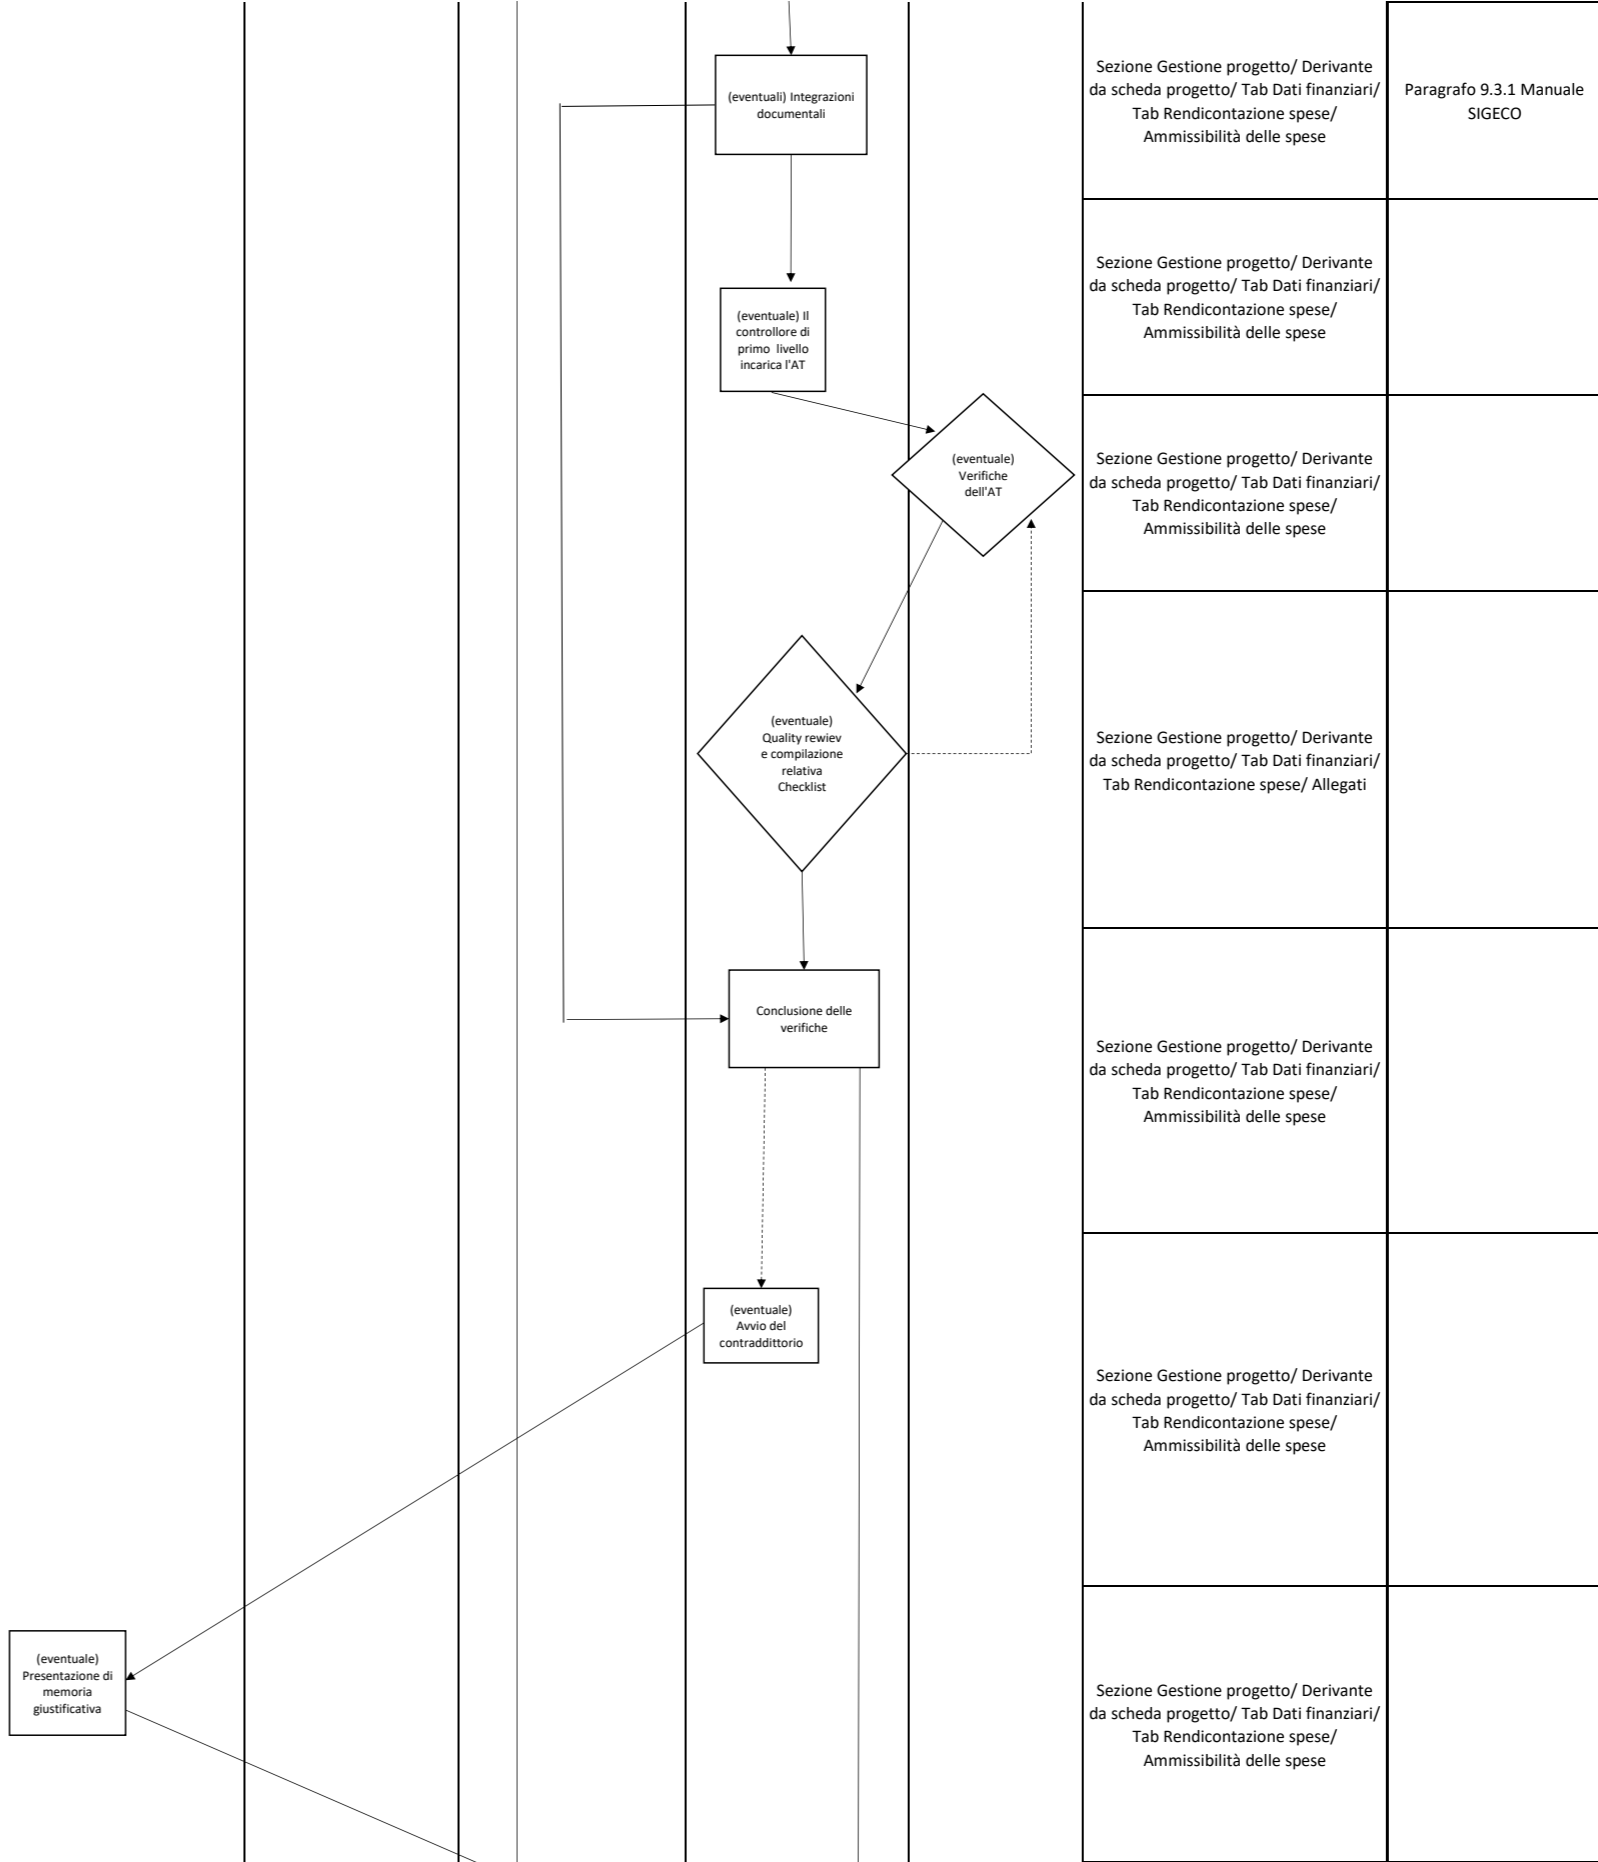 (eventuali) Integrazioni
documentali
Sezione Gestione progetto/ Derivante
da scheda progetto/ Tab Dati finanziari/
Tab Rendicontazione spese/
Ammissibilità delle spese
Paragrafo 9.3.1 Manuale
SIGECO
(eventuale) Il
controllore di
primo livello
incarica l'AT
Sezione Gestione progetto/ Derivante
da scheda progetto/ Tab Dati finanziari/
Tab Rendicontazione spese/
Ammissibilità delle spese
(eventuale)
Verifiche
dell'AT
Sezione Gestione progetto/ Derivante
da scheda progetto/ Tab Dati finanziari/
Tab Rendicontazione spese/
Ammissibilità delle spese
(eventuale)
Quality rewiev
e compilazione
relativa
Checklist
Sezione Gestione progetto/ Derivante
da scheda progetto/ Tab Dati finanziari/
Tab Rendicontazione spese/ Allegati
Conclusione delle
verifiche
Sezione Gestione progetto/ Derivante
da scheda progetto/ Tab Dati finanziari/
Tab Rendicontazione spese/
Ammissibilità delle spese
(eventuale)
Avvio del
contraddittorio
Sezione Gestione progetto/ Derivante
da scheda progetto/ Tab Dati finanziari/
Tab Rendicontazione spese/
Ammissibilità delle spese
(eventuale)
Presentazione di
memoria
giustificativa
Sezione Gestione progetto/ Derivante
da scheda progetto/ Tab Dati finanziari/
Tab Rendicontazione spese/
Ammissibilità delle spese